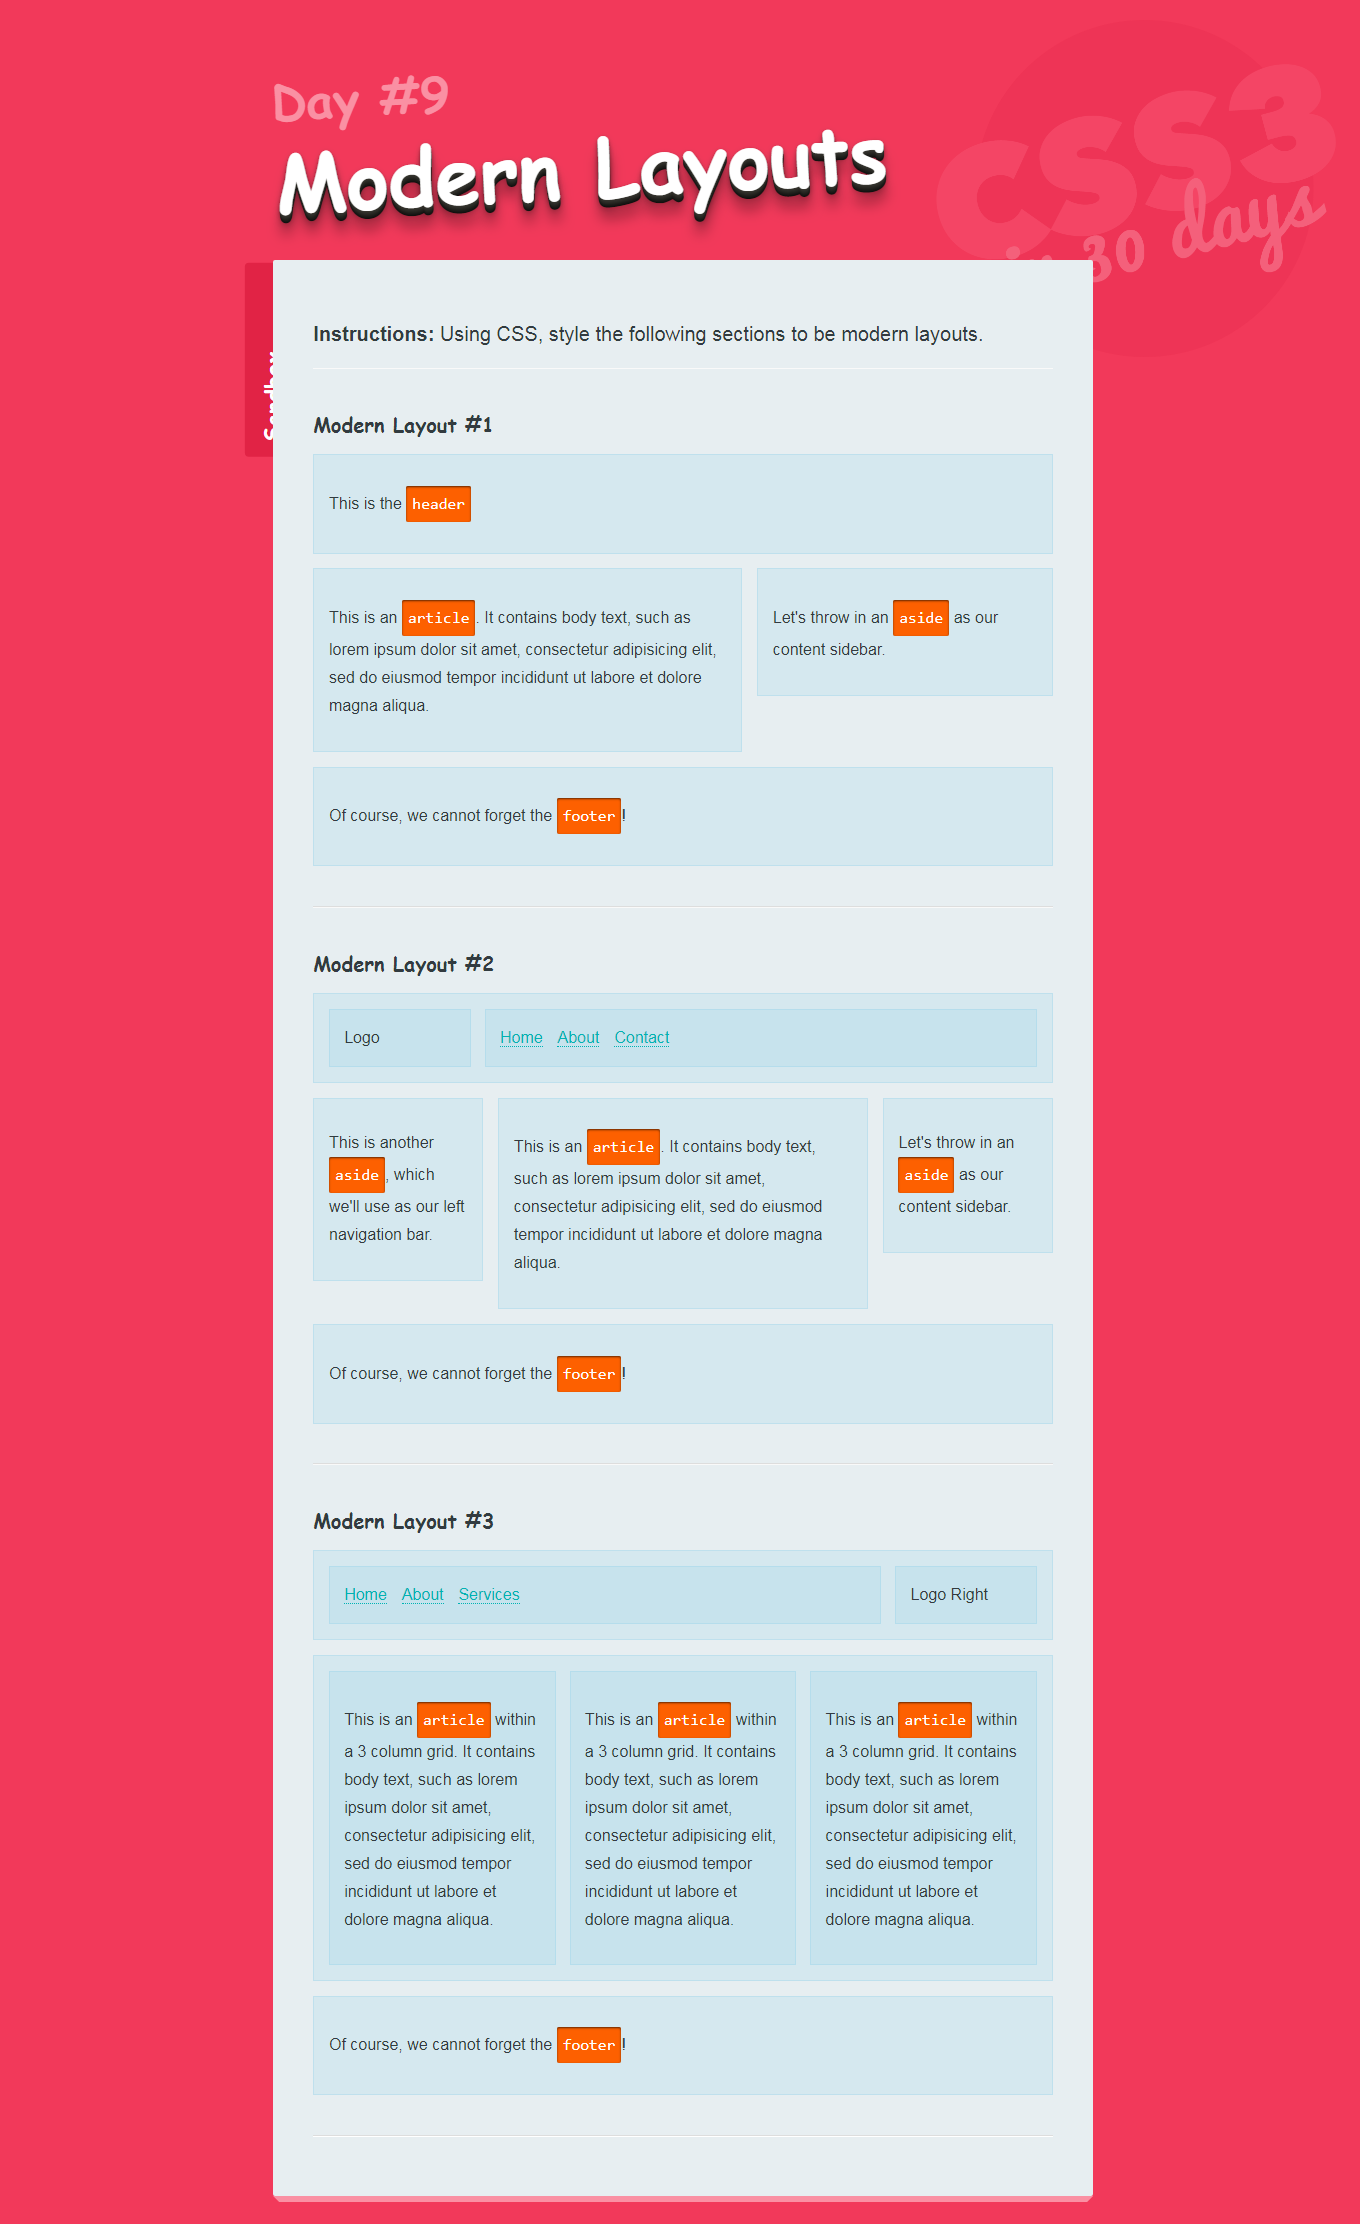 Day #9
Modern Layouts
CSS3
in 30 days
Sandbox
Instructions: Using CSS, style the following sections to be modern layouts.
Modern Layout #1
This is the header
This is an article. It contains body text, such as
lorem ipsum dolor sit amet, consectetur adipisicing elit,
sed do eiusmod tempor incididunt ut labore et dolore
magna aliqua.
Let's throw in an aside as our
content sidebar.
Of course, we cannot forget the footer!
Modern Layout #2
Logo
Home About Contact
This is another
aside, which
we'll use as our left
navigation bar.
This is an article. It contains body text,
such as lorem ipsum dolor sit amet,
consectetur adipisicing elit, sed do eiusmod
tempor incididunt ut labore et dolore magna
aliqua.
Let's throw in an
aside as our
content sidebar.
Of course, we cannot forget the footer!
Modern Layout #3
Home About Services
Logo Right
This is an article within
a 3 column grid. It contains
body text, such as lorem
ipsum dolor sit amet,
consectetur adipisicing elit,
sed do eiusmod tempor
incididunt ut labore et
dolore magna aliqua.
This is an article within
a 3 column grid. It contains
body text, such as lorem
ipsum dolor sit amet,
consectetur adipisicing elit,
sed do eiusmod tempor
incididunt ut labore et
dolore magna aliqua.
This is an article within
a 3 column grid. It contains
body text, such as lorem
ipsum dolor sit amet,
consectetur adipisicing elit,
sed do eiusmod tempor
incididunt ut labore et
dolore magna aliqua.
Of course, we cannot forget the footer!